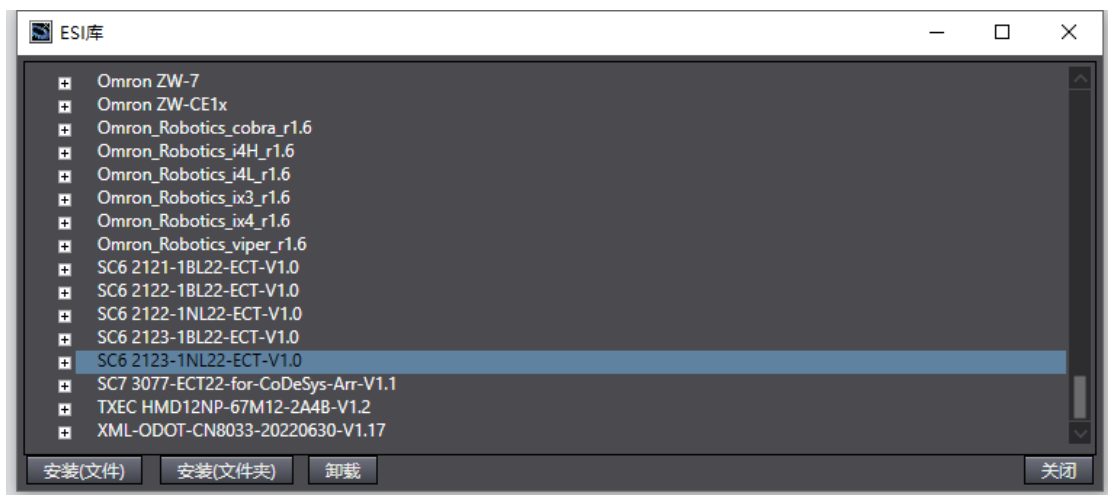 ESI库
Omron ZW-7
Omron ZW-CE1x
Omron_Robotics_cobra_r1.6
Omron_Robotics_i4H_r1.6
Omron_Robotics_i4L_r1.6
Omron_Robotics_ix3_r1.6
Omron_Robotics_ix4_r1.6
Omron_Robotics_viper_r1.6
SC6 2121-1BL22-ECT-V1.0
SC6 2122-1BL22-ECT-V1.0
SC6 2122-1NL22-ECT-V1.0
SC6 2123-1BL22-ECT-V1.0
SC6 2123-1NL22-ECT-V1.0
SC7 3077-ECT22-for-CoDeSys-Arr-V1.1
TXEC HMD12NP-67M12-2A4B-V1.2
XML-ODOT-CN8033-20220630-V1.17
安装(文件) 安装(文件夹) 卸载 关闭